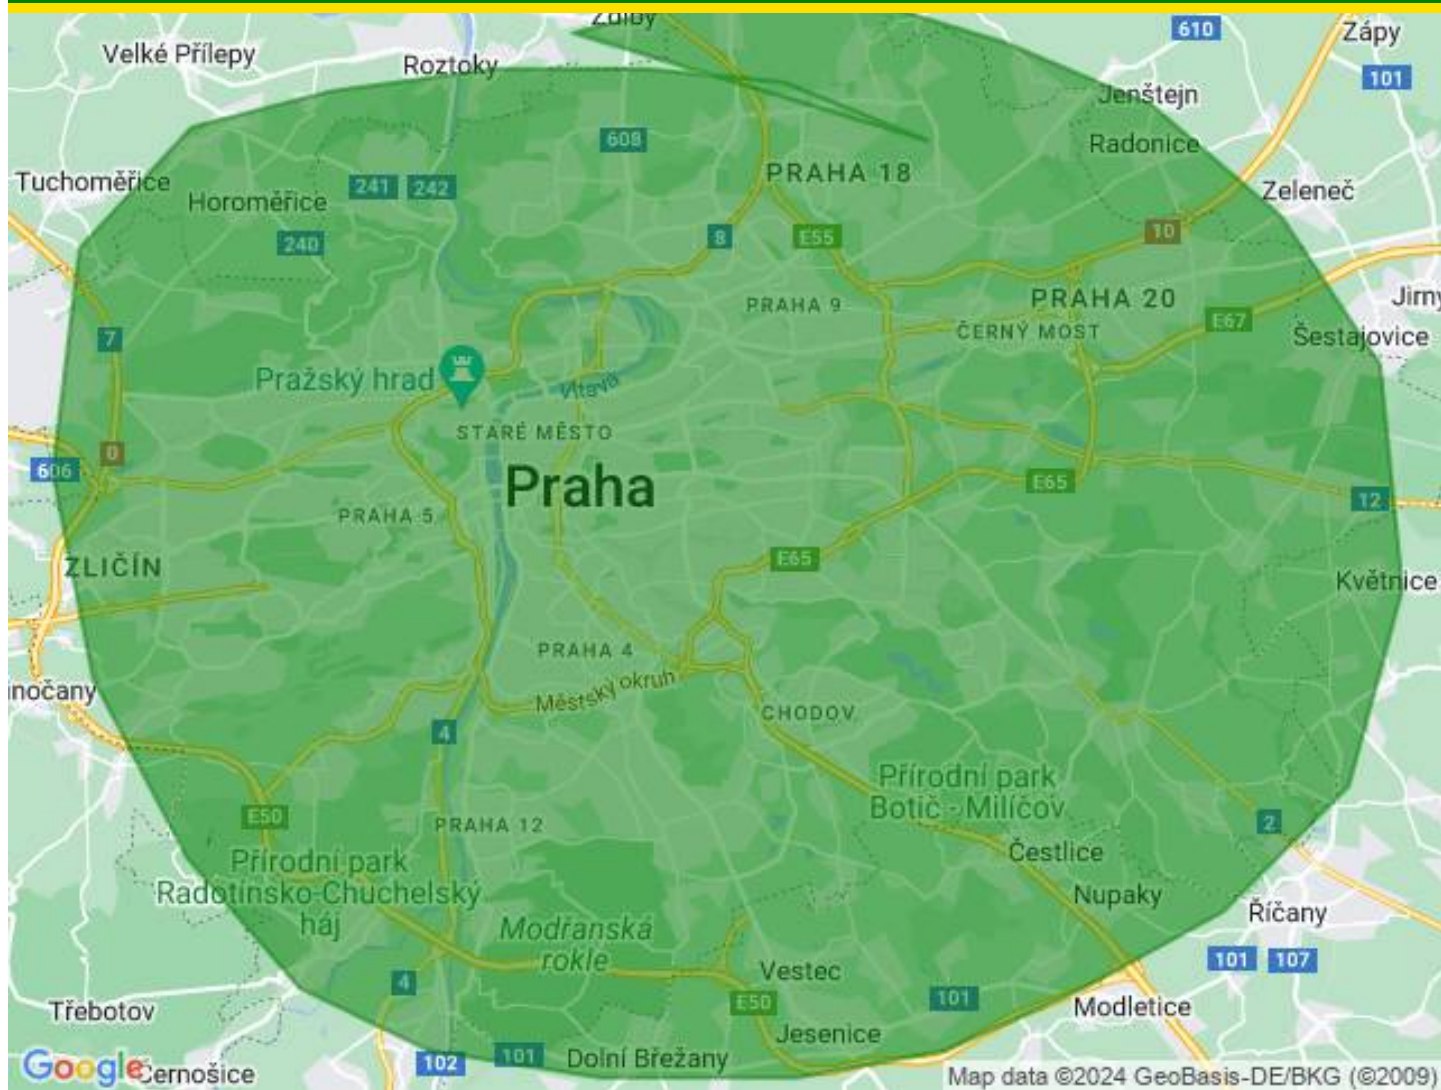 Zdiby
610
Zápy
Velké Přílepy
Roztoky
101
Jenštejn
608
Radonice
PRAHA 18
Tuchoměřice
241
242
Zeleneč
Horoměřice
8
E55
10
240
PRAHA 9
PRAHA 20
Jirny
E67
7
ČERNÝ MOST
Šestajovice
Pražský hrad
Vltava
STARÉ MĚSTO
0
606
Praha
E65
12
PRAHA 5
E65
ZLIČÍN
Květnice
PRAHA 4
Městský okruh
nočany
CHODOV
4
Přírodní park
Botič - Milíčov
E50
PRAHA 12
2
Přírodní park
Radotínsko-Chuchelský
háj
Čestlice
Nupaky
Říčany
Modřanská
rokle
101
107
Vestec
4
E50
101
Modletice
Třebotov
Jesenice
102
101
Dolní Břežany
Google
Černošice
Map data ©2024 GeoBasis-DE/BKG (©2009)